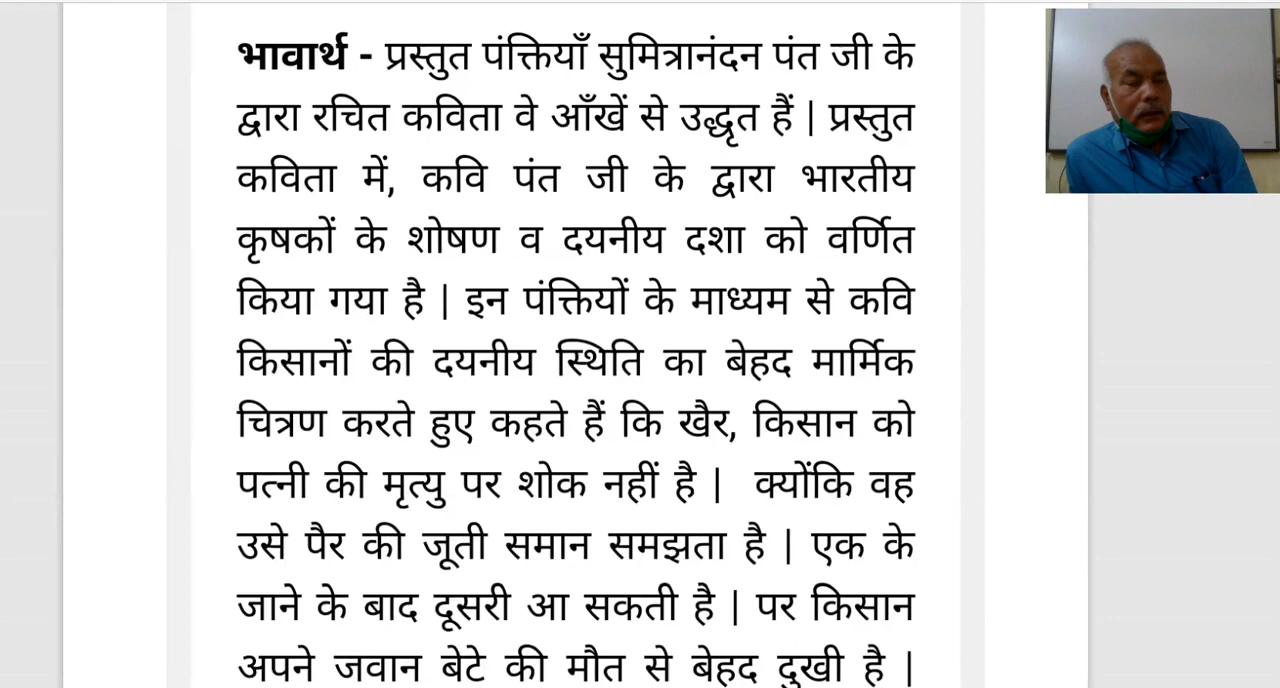 भावार्थ - प्रस्तुत पंक्तियाँ सुमित्रानंदन पंत जी के
द्वारा रचित कविता वे आँखें से उद्धृत हैं | प्रस्तुत
कविता में, कवि पंत जी के द्वारा भारतीय
कृषकों के शोषण व दयनीय दशा को वर्णित
किया गया है | इन पंक्तियों के माध्यम से कवि
किसानों की दयनीय स्थिति का बेहद मार्मिक
चित्रण करते हुए कहते हैं कि खैर, किसान को
पत्नी की मृत्यु पर शोक नहीं है | क्योंकि वह
उसे पैर की जूती समान समझता है | एक के
जाने के बाद दूसरी आ सकती है | पर किसान
अपने जवान बेटे की मौत से बेहद दुखी है |